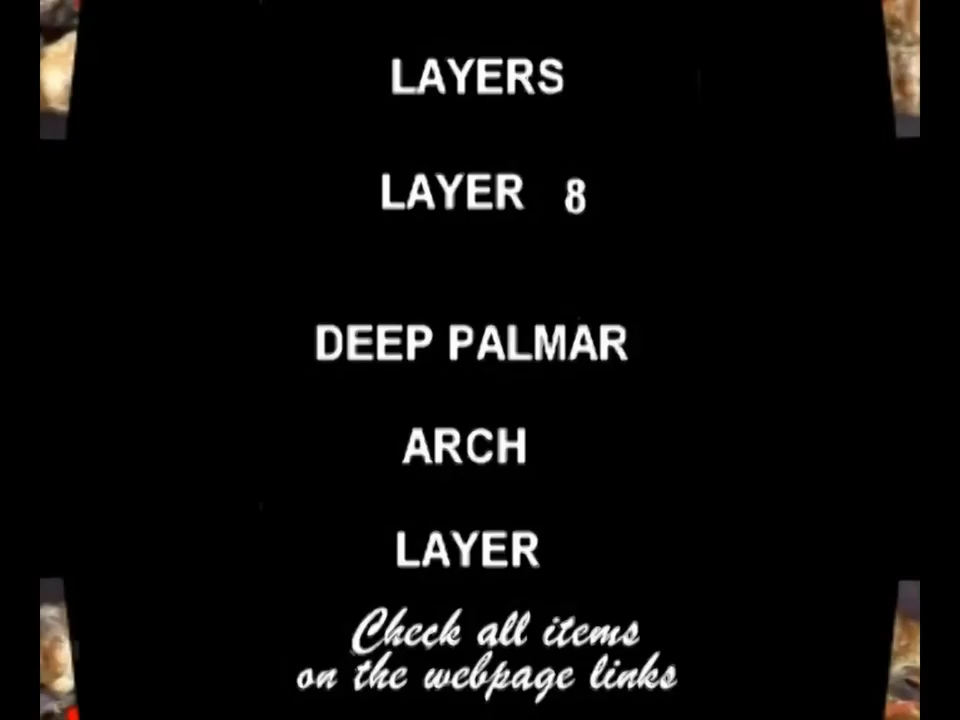 LAYERS
LAYER 8
DEEP PALMAR
ARCH
LAYER
Check all items
on the webpage links